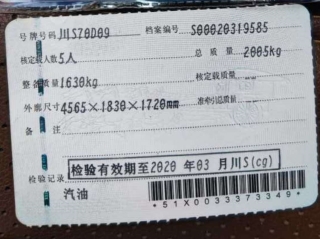 号牌号码 川S70D09 档案编号 S00020319585
核定载人数 5人 总质量 2005kg
整备质量 1630kg 核定载质量
外廓尺寸 4565×1830×1720mm 准牵引总质量
备注
检验有效期至2020 年 03 月川S(cg)
检验记录
汽油
*51X0033373349*